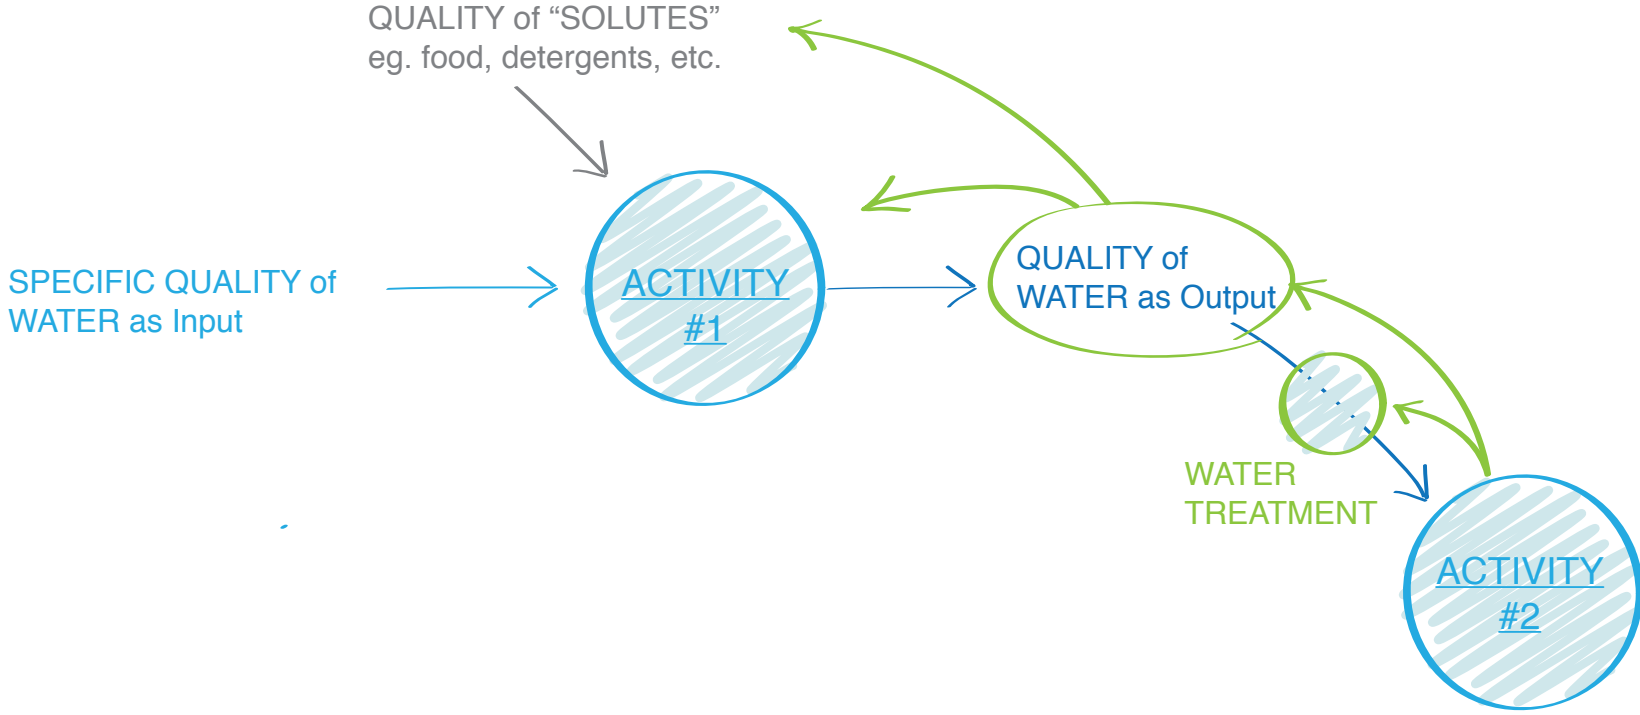 QUALITY of “SOLUTES”
eg. food, detergents, etc.
SPECIFIC QUALITY of
WATER as Input
ACTIVITY
#1
QUALITY of
WATER as Output
WATER
TREATMENT
ACTIVITY
#2